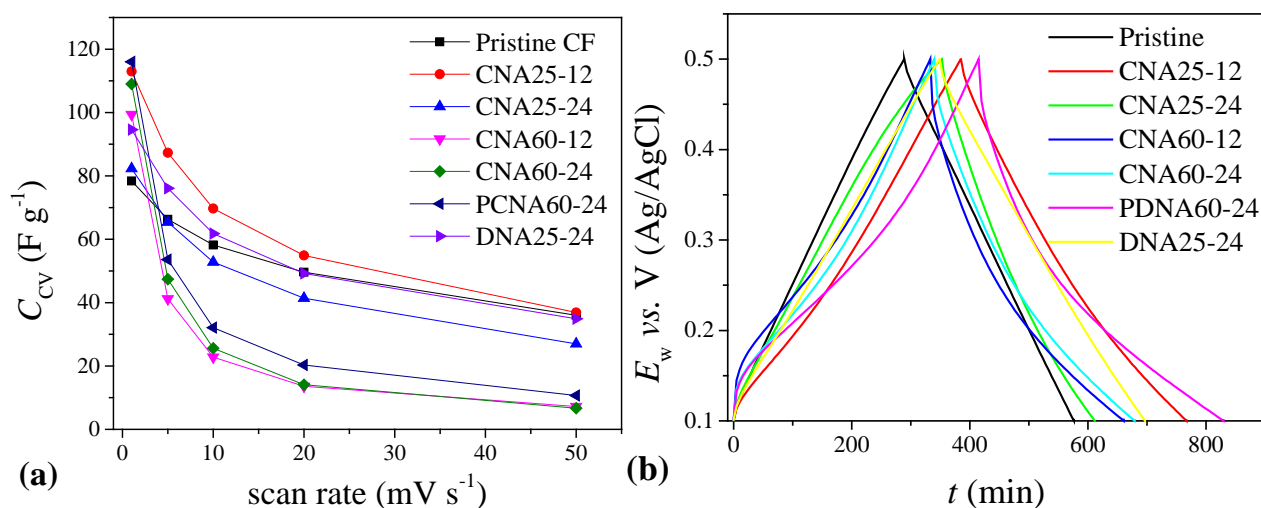 120
100
80
60
40
20
0
C_CV (F g⁻¹)
0 10 20 30 40 50
scan rate (mV s⁻¹)
(a)
Pristine CF
CNA25-12
CNA25-24
CNA60-12
CNA60-24
PCNA60-24
DNA25-24
0.5
0.4
0.3
0.2
0.1
E_w vs. V (Ag/AgCl)
0 200 400 600 800
t (min)
(b)
Pristine
CNA25-12
CNA25-24
CNA60-12
CNA60-24
PDNA60-24
DNA25-24